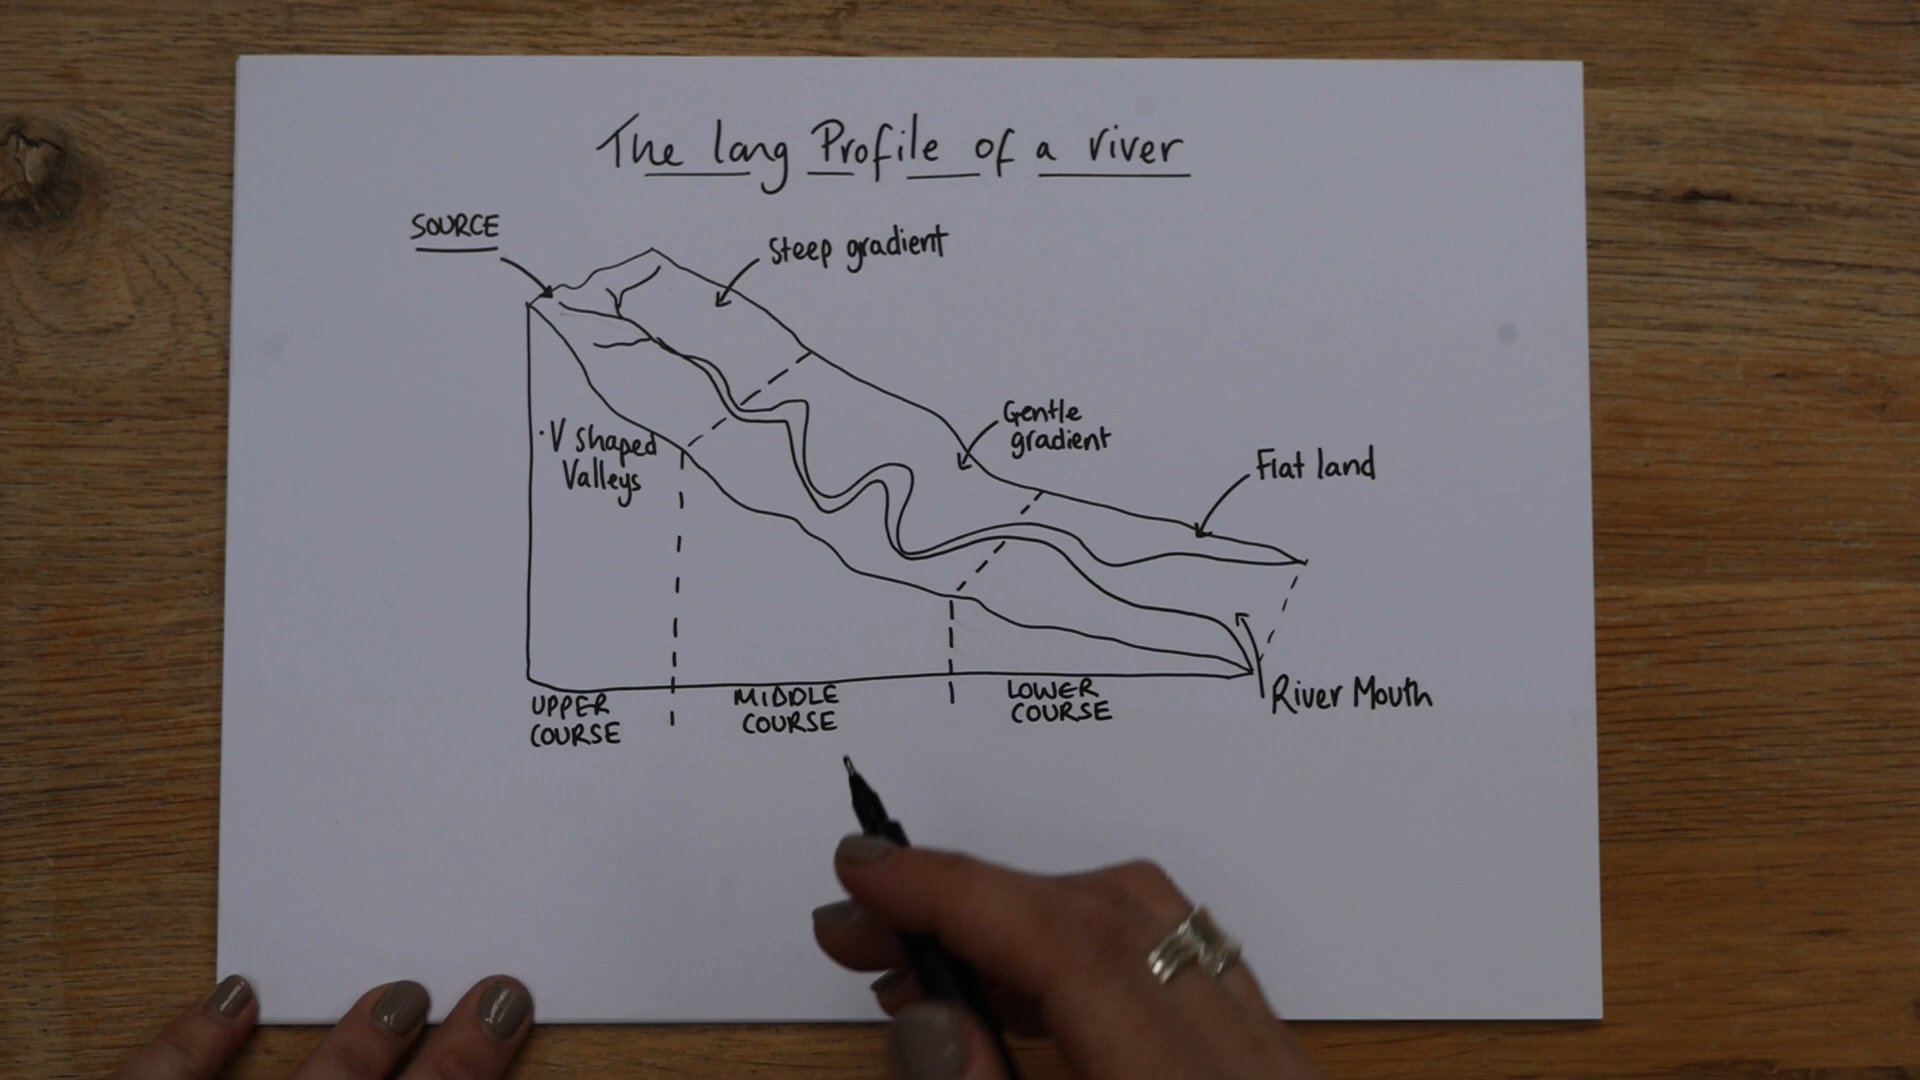 The long Profile of a river
SOURCE
Steep gradient
Gentle
gradient
Flat land
· V shaped
Valleys
River Mouth
UPPER
COURSE
MIDDLE
COURSE
LOWER
COURSE